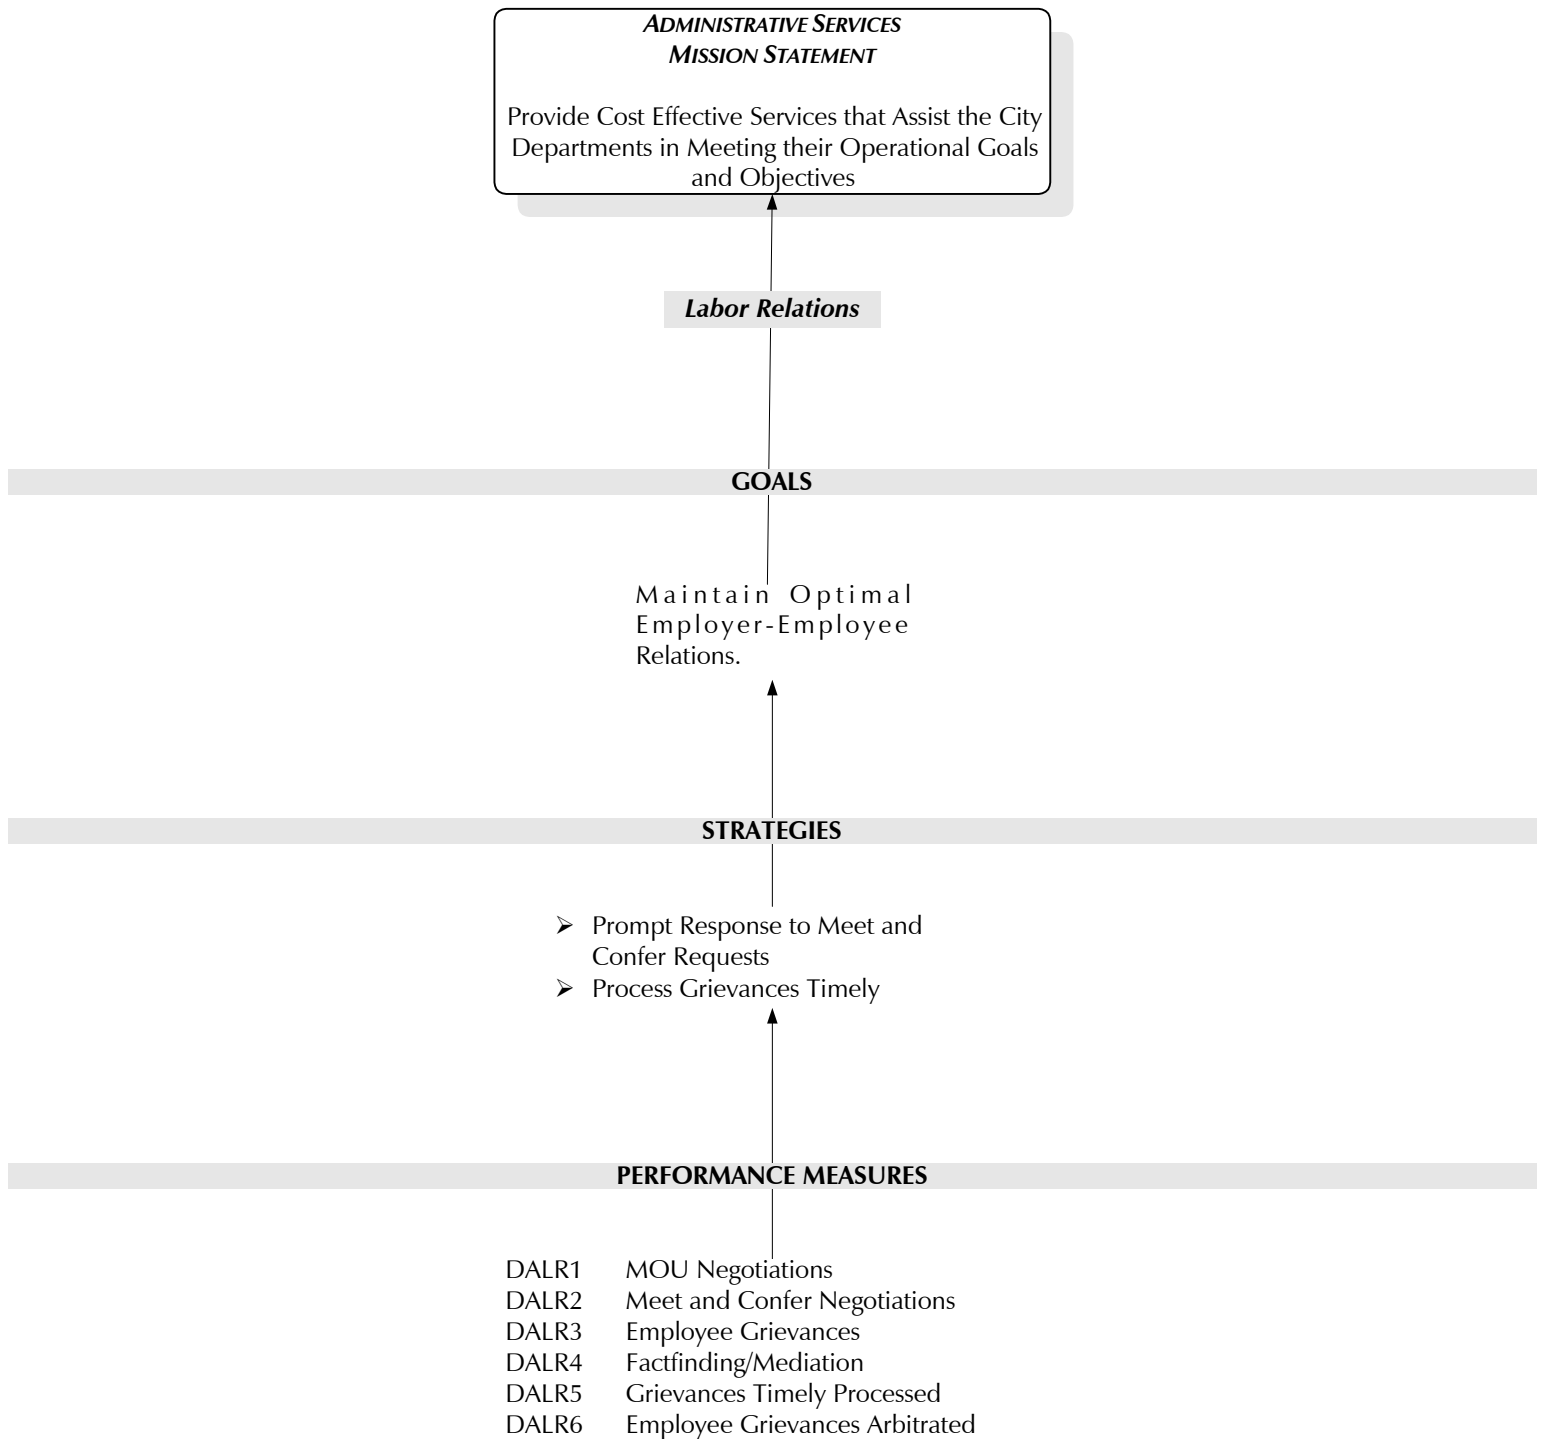 ADMINISTRATIVE SERVICES
MISSION STATEMENT
Provide Cost Effective Services that Assist the City
Departments in Meeting their Operational Goals
and Objectives
Labor Relations
GOALS
Maintain Optimal
Employer-Employee
Relations.
STRATEGIES
➢ Prompt Response to Meet and
Confer Requests
➢ Process Grievances Timely
PERFORMANCE MEASURES
DALR1 MOU Negotiations
DALR2 Meet and Confer Negotiations
DALR3 Employee Grievances
DALR4 Factfinding/Mediation
DALR5 Grievances Timely Processed
DALR6 Employee Grievances Arbitrated